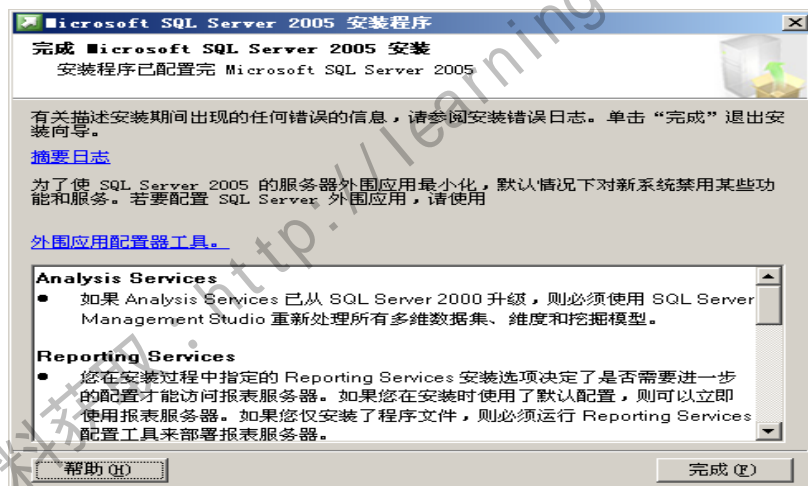 Microsoft SQL Server 2005 安装程序
完成 Microsoft SQL Server 2005 安装
安装程序已配置完 Microsoft SQL Server 2005
有关描述安装期间出现的任何错误的信息，请参阅安装错误日志。单击“完成”退出安
装向导。
摘要日志
为了使 SQL Server 2005 的服务器外围应用最小化，默认情况下对新系统禁用某些功
能和服务。若要配置 SQL Server 外围应用，请使用
外围应用配置器工具。
Analysis Services
● 如果 Analysis Services 已从 SQL Server 2000 升级，则必须使用 SQL Server
Management Studio 重新处理所有多维数据集、维度和挖掘模型。
Reporting Services
● 您在安装过程中指定的 Reporting Services 安装选项决定了是否需要进一步
的配置才能访问报表服务器。如果您在安装时使用了默认配置，则可以立即
使用报表服务器。如果您仅安装了程序文件，则必须运行 Reporting Services
配置工具来部署报表服务器。
帮助(H)
完成(F)
料获取：http://learning